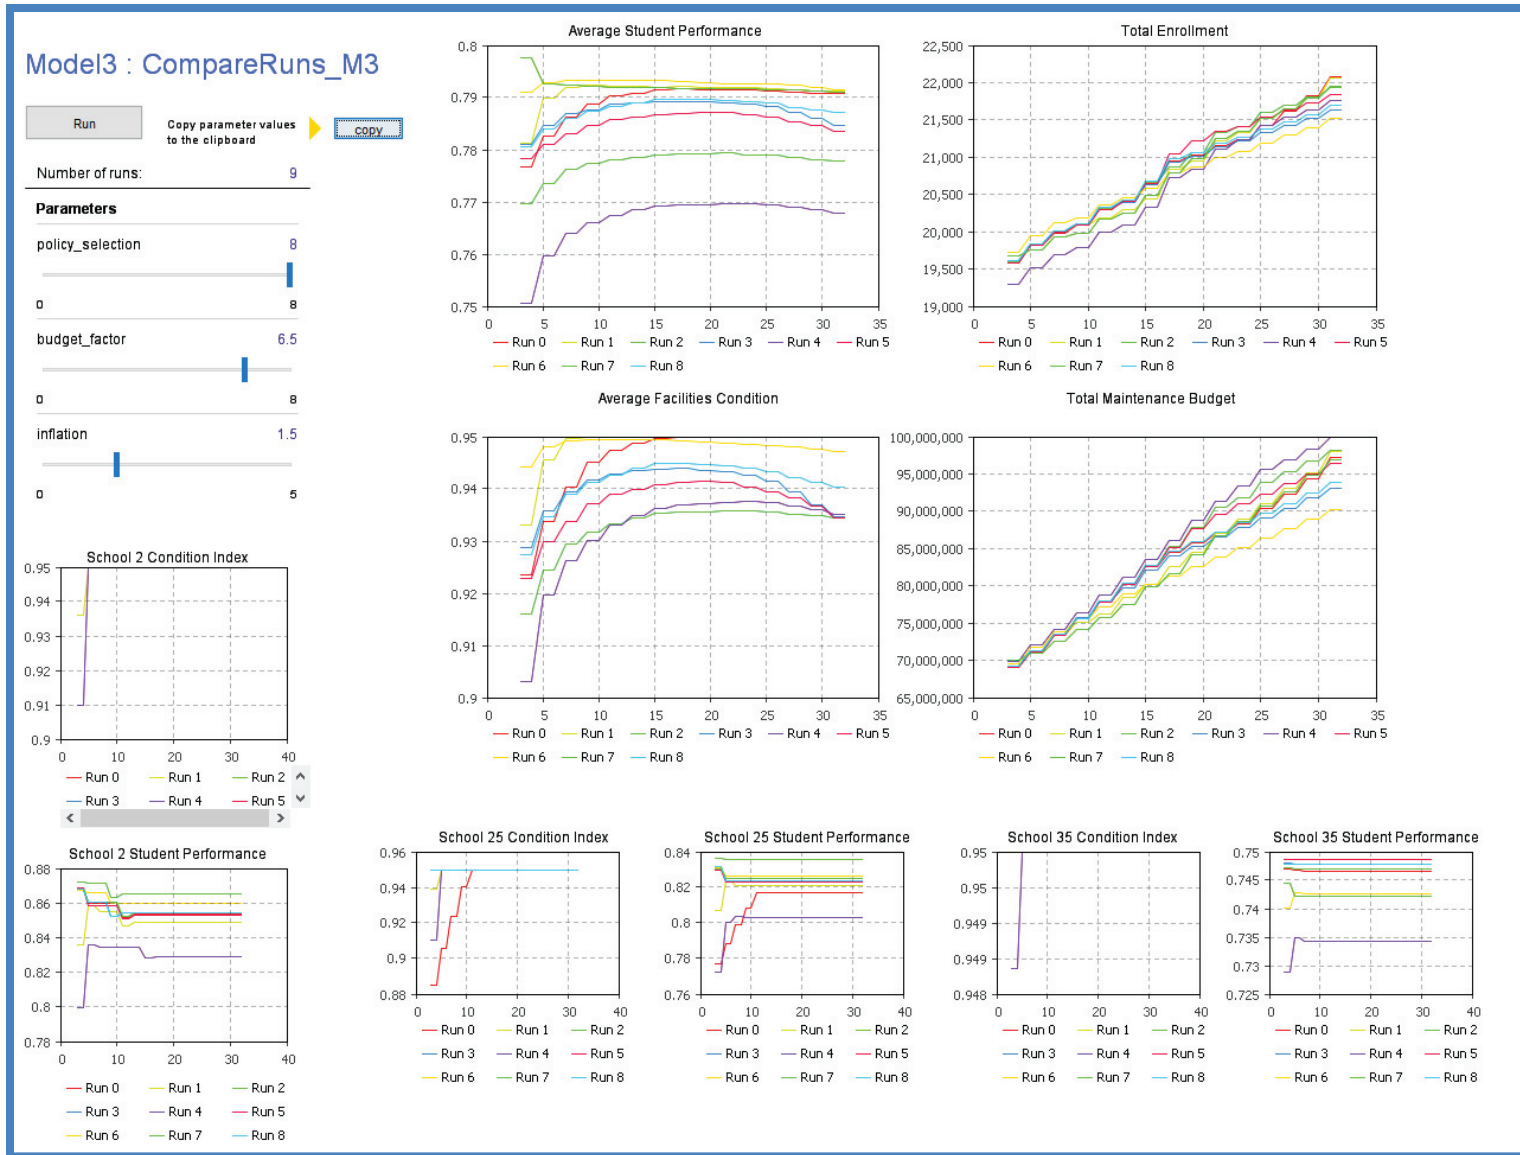 Model3 : CompareRuns_M3
Run
Copy parameter values
to the clipboard
copy
Number of runs: 9
Parameters
policy_selection 8
0 8
budget_factor 6.5
0 8
inflation 1.5
0 5
Average Student Performance
0.8
0.79
0.78
0.77
0.76
0.75
0 5 10 15 20 25 30 35
Run 0 Run 1 Run 2 Run 3 Run 4 Run 5
Run 6 Run 7 Run 8
Total Enrollment
22,500
22,000
21,500
21,000
20,500
20,000
19,500
19,000
0 5 10 15 20 25 30 35
Run 0 Run 1 Run 2 Run 3 Run 4 Run 5
Run 6 Run 7 Run 8
Average Facilities Condition
0.95
0.94
0.93
0.92
0.91
0.9
0 5 10 15 20 25 30 35
Run 0 Run 1 Run 2 Run 3 Run 4 Run 5
Run 6 Run 7 Run 8
Total Maintenance Budget
100,000,000
95,000,000
90,000,000
85,000,000
80,000,000
75,000,000
70,000,000
65,000,000
0 5 10 15 20 25 30 35
Run 0 Run 1 Run 2 Run 3 Run 4 Run 5
Run 6 Run 7 Run 8
School 2 Condition Index
0.95
0.94
0.93
0.92
0.91
0.9
0 10 20 30 40
Run 0 Run 1 Run 2
Run 3 Run 4 Run 5
School 2 Student Performance
0.88
0.86
0.84
0.82
0.8
0.78
0 10 20 30 40
Run 0 Run 1 Run 2
Run 3 Run 4 Run 5
Run 6 Run 7 Run 8
School 25 Condition Index
0.96
0.94
0.92
0.9
0.88
0 10 20 30 40
Run 0 Run 1 Run 2
Run 3 Run 4 Run 5
Run 6 Run 7 Run 8
School 25 Student Performance
0.84
0.82
0.8
0.78
0.76
0 10 20 30 40
Run 0 Run 1 Run 2
Run 3 Run 4 Run 5
Run 6 Run 7 Run 8
School 35 Condition Index
0.95
0.95
0.949
0.949
0.948
0 10 20 30 40
Run 0 Run 1 Run 2
Run 3 Run 4 Run 5
Run 6 Run 7 Run 8
School 35 Student Performance
0.75
0.745
0.74
0.735
0.73
0.725
0 10 20 30 40
Run 0 Run 1 Run 2
Run 3 Run 4 Run 5
Run 6 Run 7 Run 8